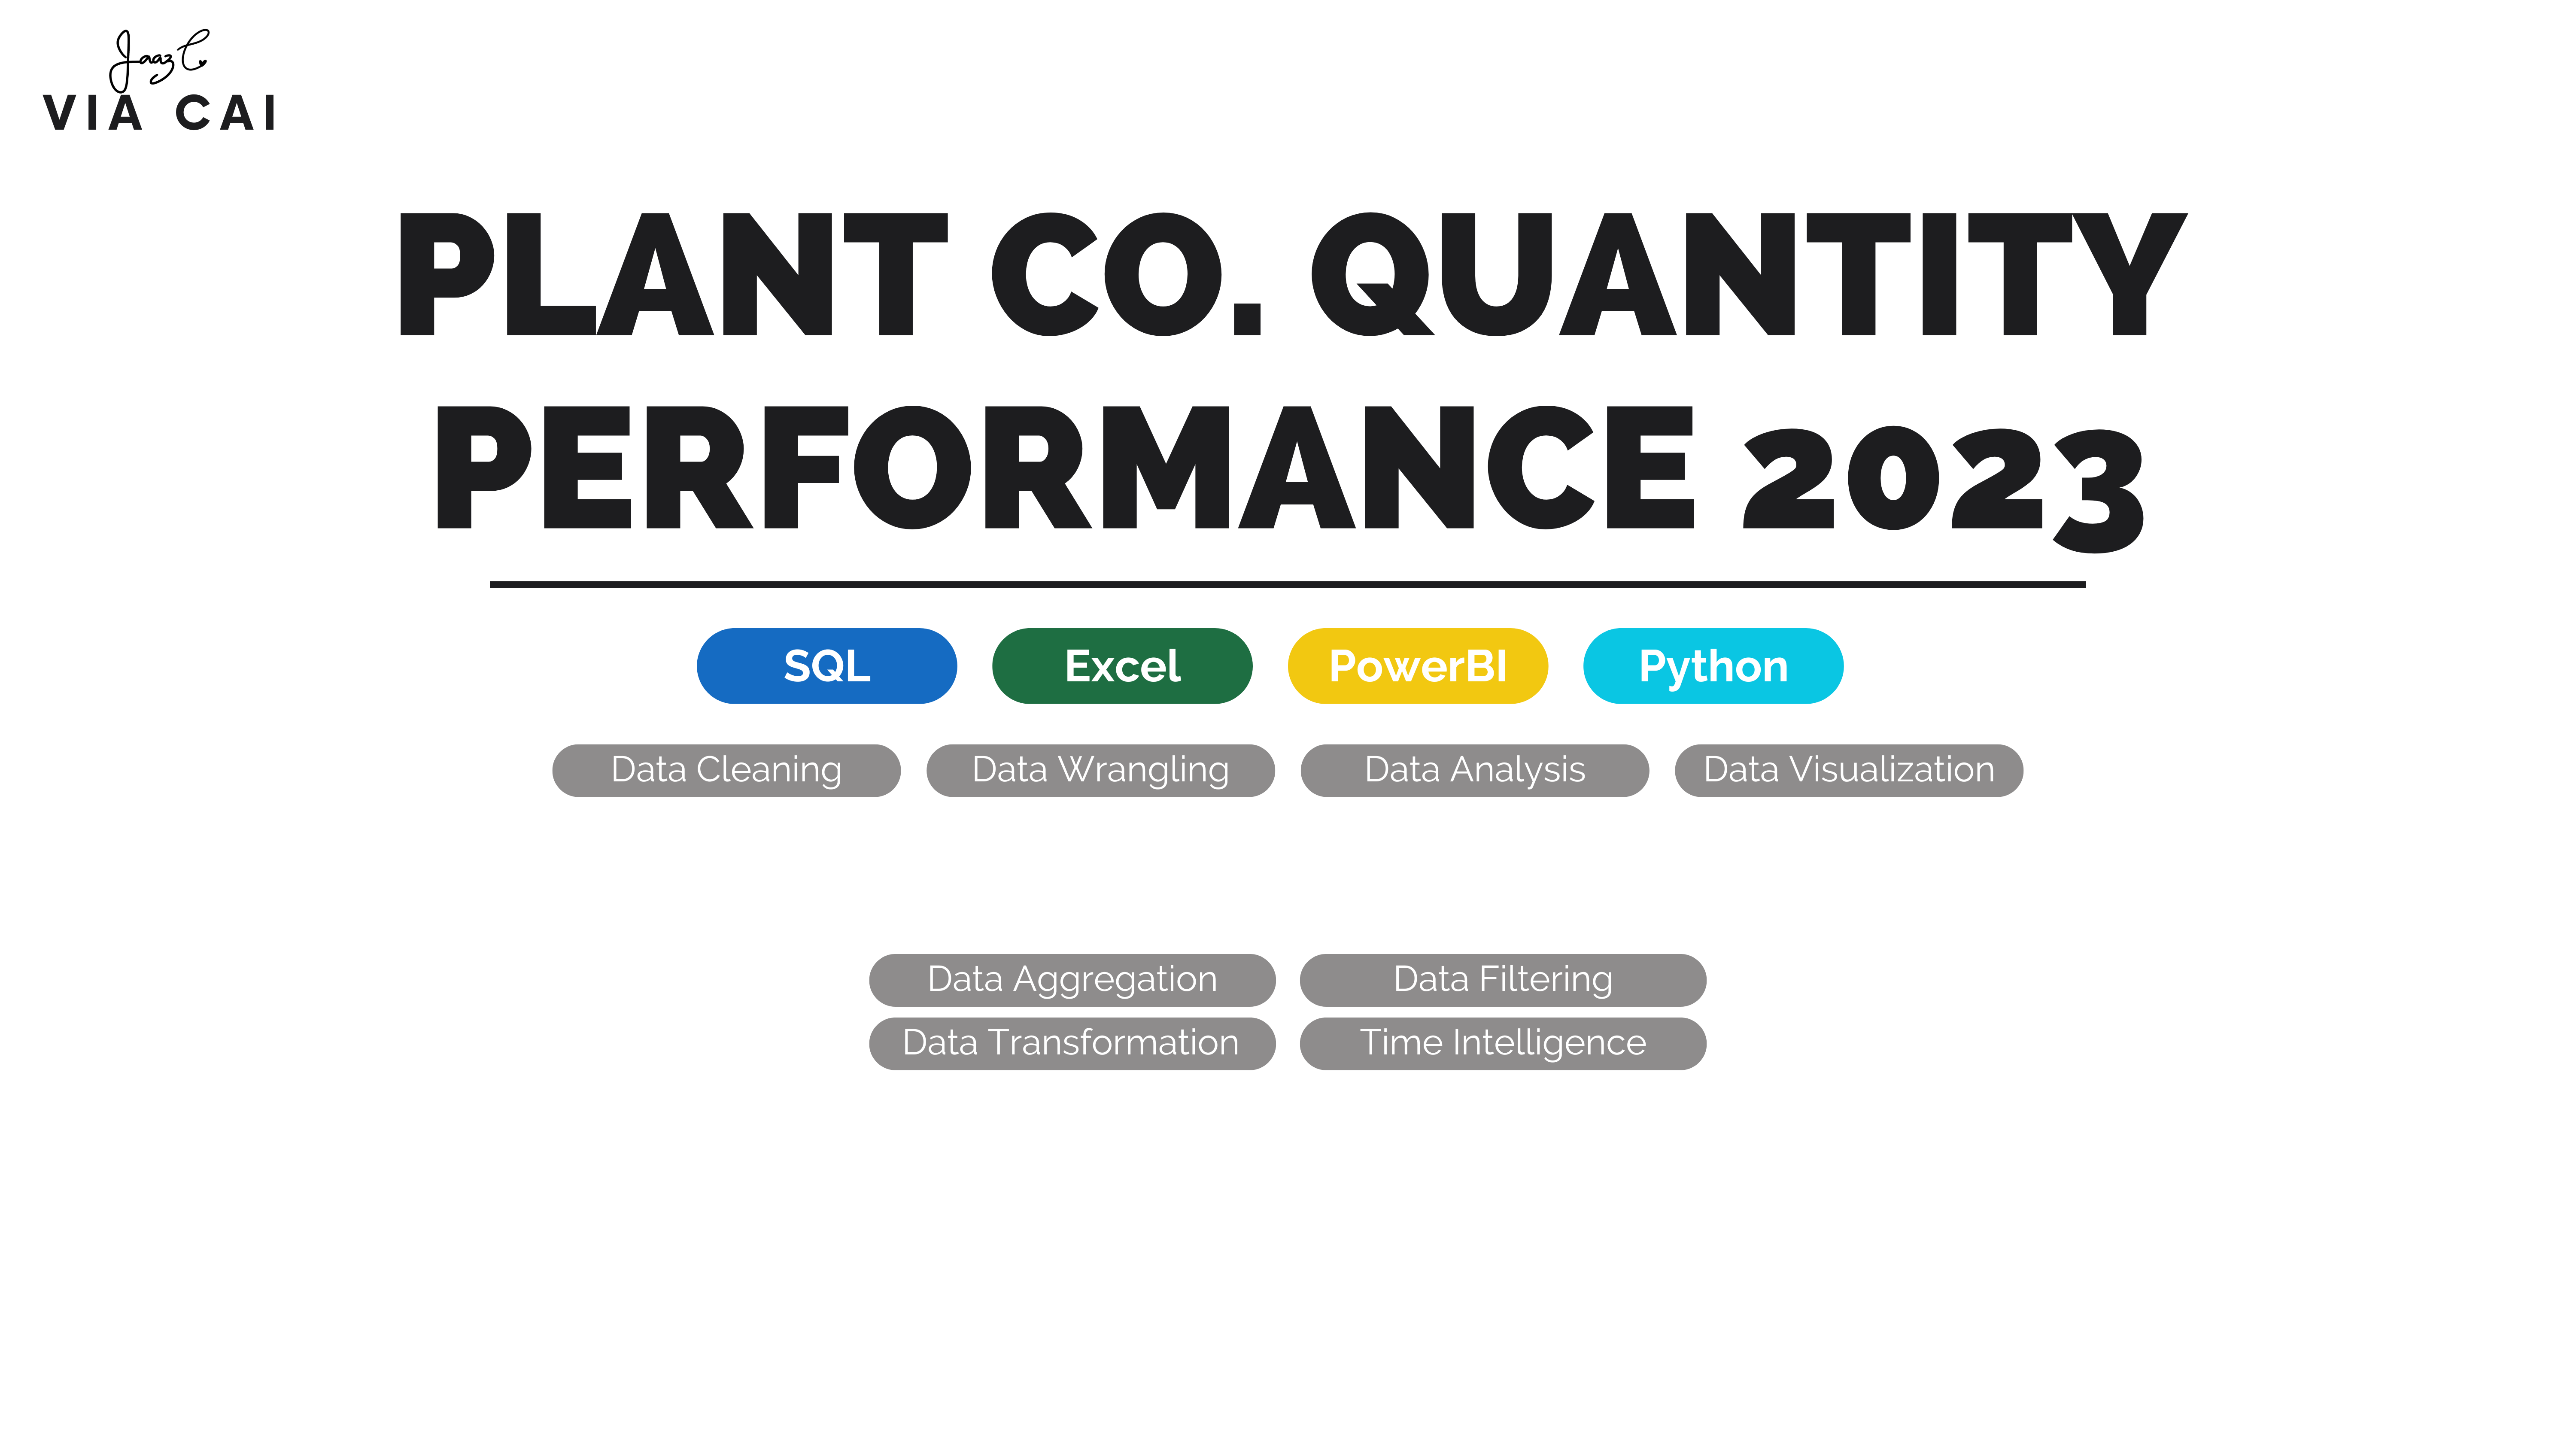 Jaaz C.
VIA CAI
PLANT CO. QUANTITY
PERFORMANCE 2023
SQL Excel PowerBI Python
Data Cleaning Data Wrangling Data Analysis Data Visualization
Data Aggregation Data Filtering
Data Transformation Time Intelligence